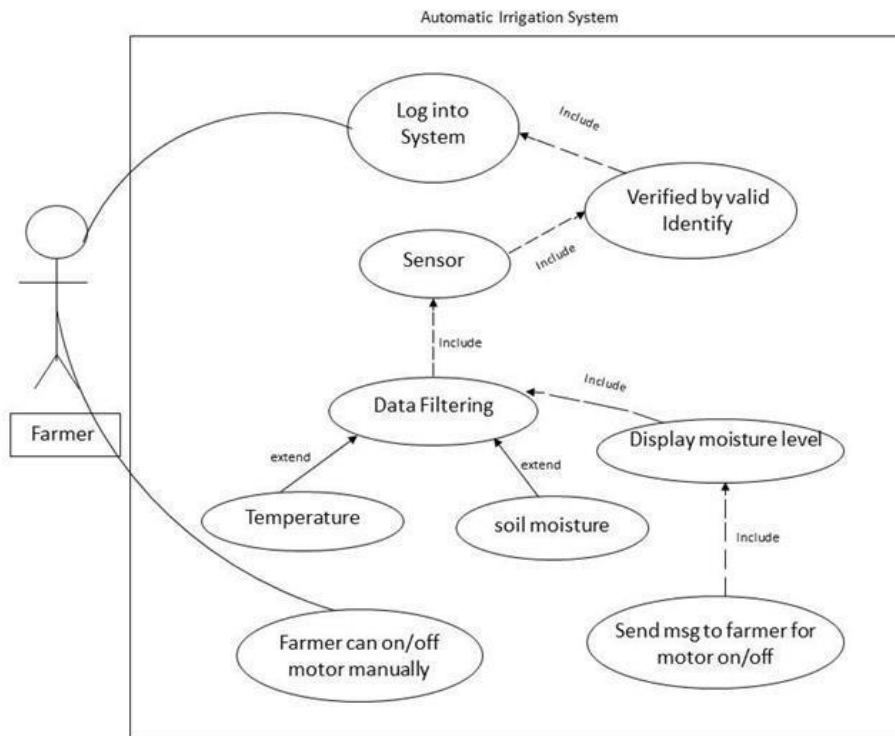 Automatic Irrigation System
Log into
System
Include
Verified by valid
Identify
Sensor
Include
Include
Data Filtering
Include
Farmer
Display moisture level
extend
extend
Temperature
soil moisture
Include
Farmer can on/off
motor manually
Send msg to farmer for
motor on/off